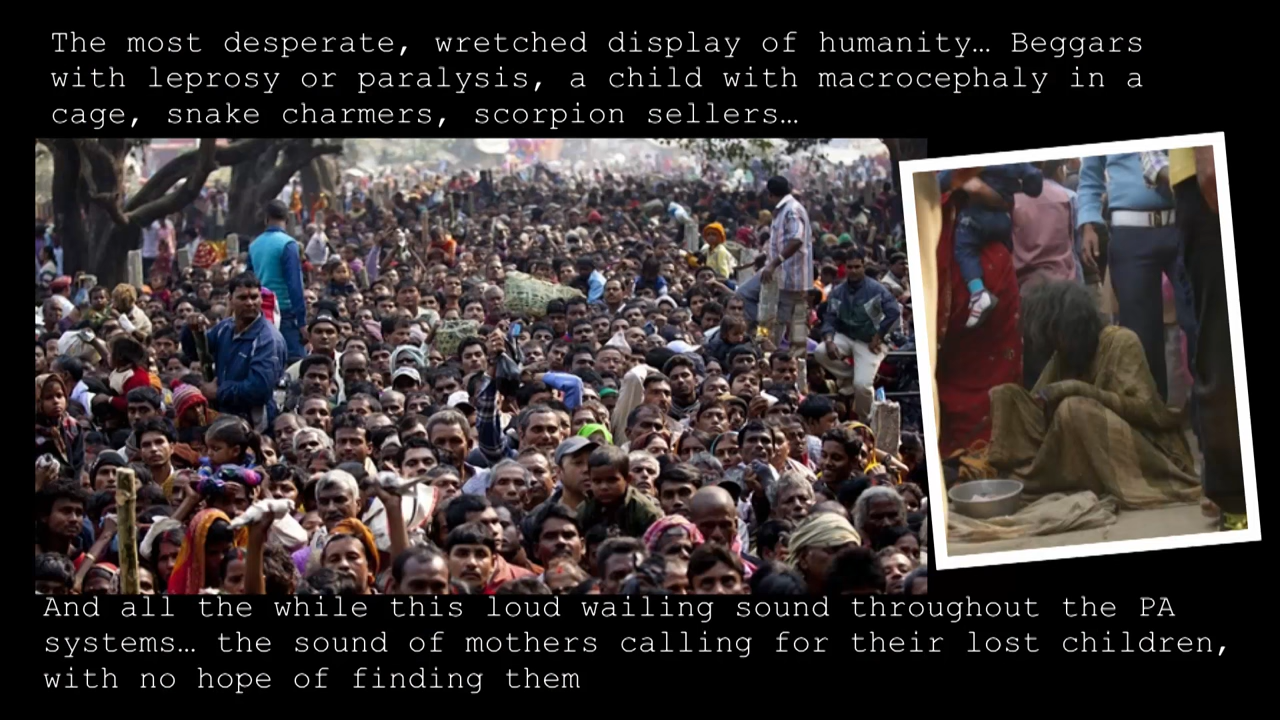 The most desperate, wretched display of humanity… Beggars
with leprosy or paralysis, a child with macrocephaly in a
cage, snake charmers, scorpion sellers…
And all the while this loud wailing sound throughout the PA
systems… the sound of mothers calling for their lost children,
with no hope of finding them